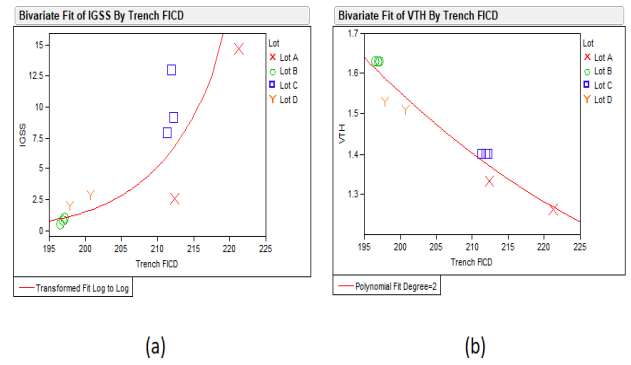 Bivariate Fit of IGSS By Trench FICD
15
12.5
10
7.5
5
2.5
0
IGSS
195 200 205 210 215 220 225
Trench FICD
Lot
Lot A
Lot B
Lot C
Lot D
Transformed Fit Log to Log
(a)
Bivariate Fit of VTH By Trench FICD
1.7
1.6
1.5
1.4
1.3
VTH
195 200 205 210 215 220 225
Trench FICD
Lot
Lot A
Lot B
Lot C
Lot D
Polynomial Fit Degree=2
(b)